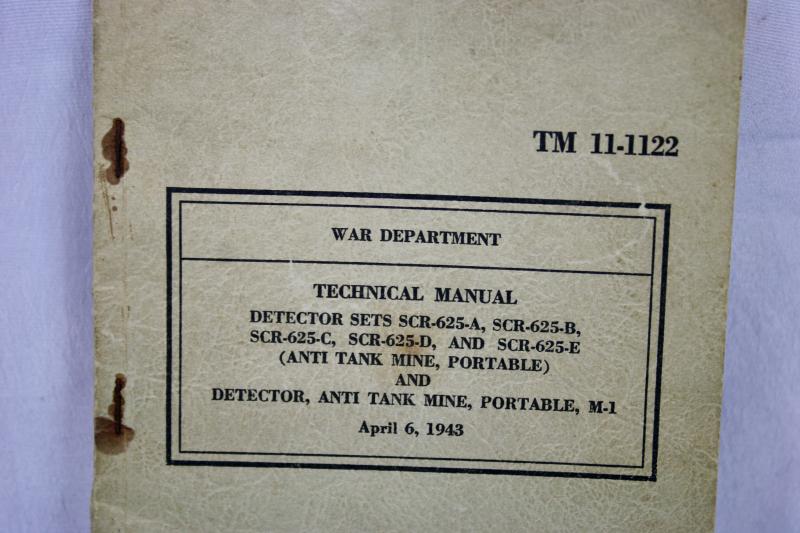 TM 11-1122
WAR DEPARTMENT
TECHNICAL MANUAL
DETECTOR SETS SCR-625-A, SCR-625-B,
SCR-625-C, SCR-625-D, AND SCR-625-E
(ANTI TANK MINE, PORTABLE)
AND
DETECTOR, ANTI TANK MINE, PORTABLE, M-1
April 6, 1943